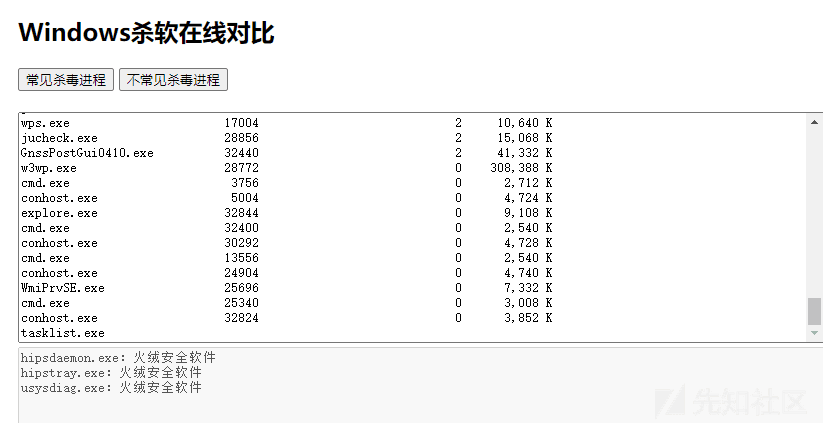 Windows杀软在线对比
常见杀毒进程 不常见杀毒进程
wps.exe 17004 2 10,640 K
jucheck.exe 28856 2 15,068 K
GnssPostGui0410.exe 32440 2 41,332 K
w3wp.exe 28772 0 308,388 K
cmd.exe 3756 0 2,712 K
conhost.exe 5004 0 4,724 K
explore.exe 32844 0 9,108 K
cmd.exe 32400 0 2,540 K
conhost.exe 30292 0 4,728 K
cmd.exe 13556 0 2,540 K
conhost.exe 24904 0 4,740 K
WmiPrvSE.exe 25696 0 7,332 K
cmd.exe 25340 0 3,008 K
conhost.exe 32824 0 3,852 K
tasklist.exe
hipsdaemon.exe: 火绒安全软件
hipstray.exe: 火绒安全软件
usysdiag.exe: 火绒安全软件
先知社区